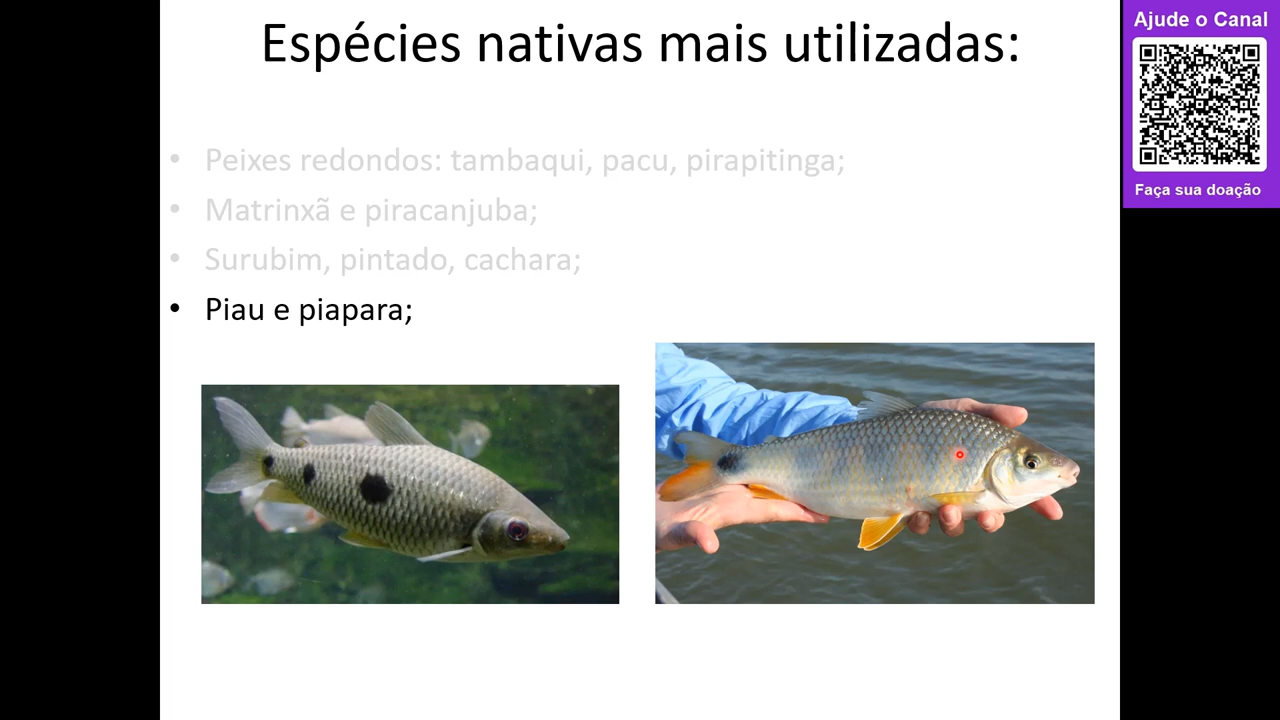 Espécies nativas mais utilizadas:
• Peixes redondos: tambaqui, pacu, pirapitinga;
• Matrinxã e piracanjuba;
• Surubim, pintado, cachara;
• Piau e piapara;
Ajude o Canal
Faça sua doação